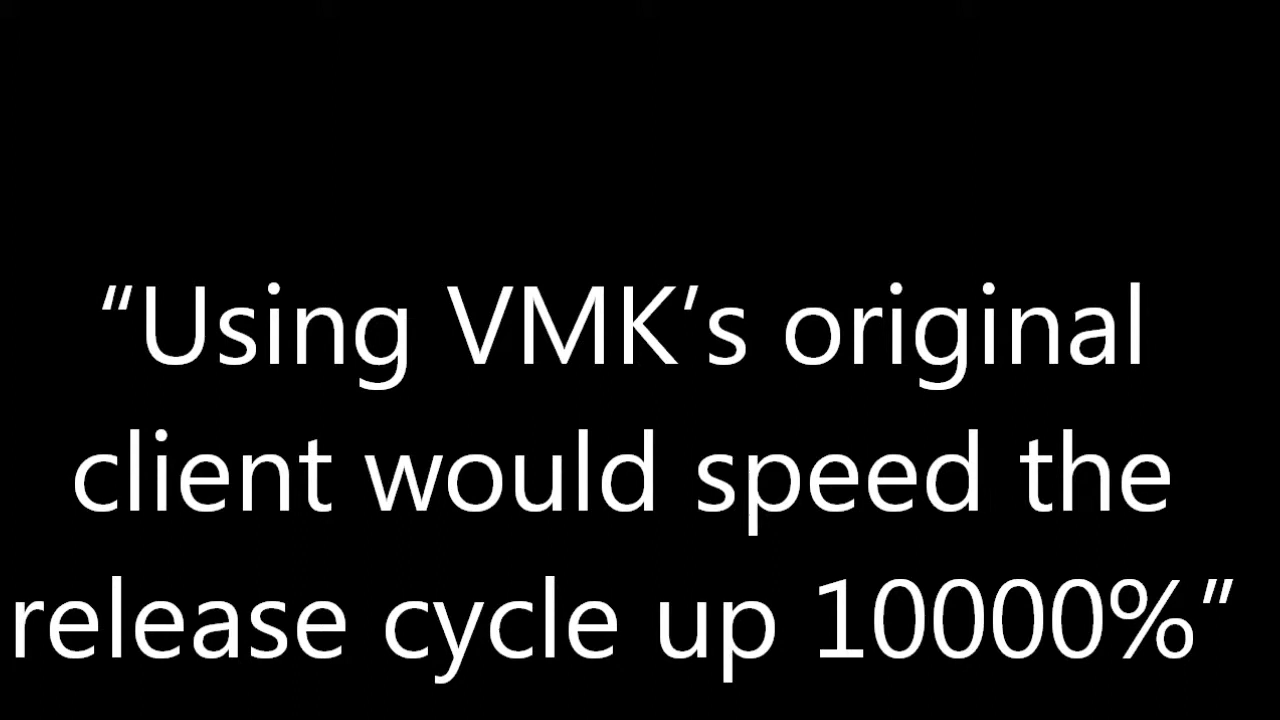 “Using VMK’s original
client would speed the
release cycle up 10000%”